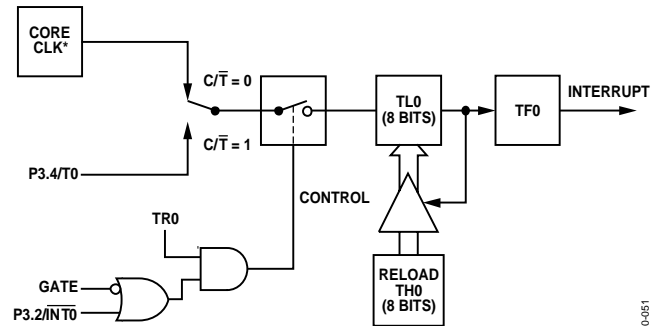 CORE
CLK*
C/T̅ = 0
TL0
(8 BITS)
TF0
INTERRUPT
C/T̅ = 1
P3.4/T0
CONTROL
TR0
GATE
P3.2/I̅N̅T̅0̅
RELOAD
TH0
(8 BITS)
0-051